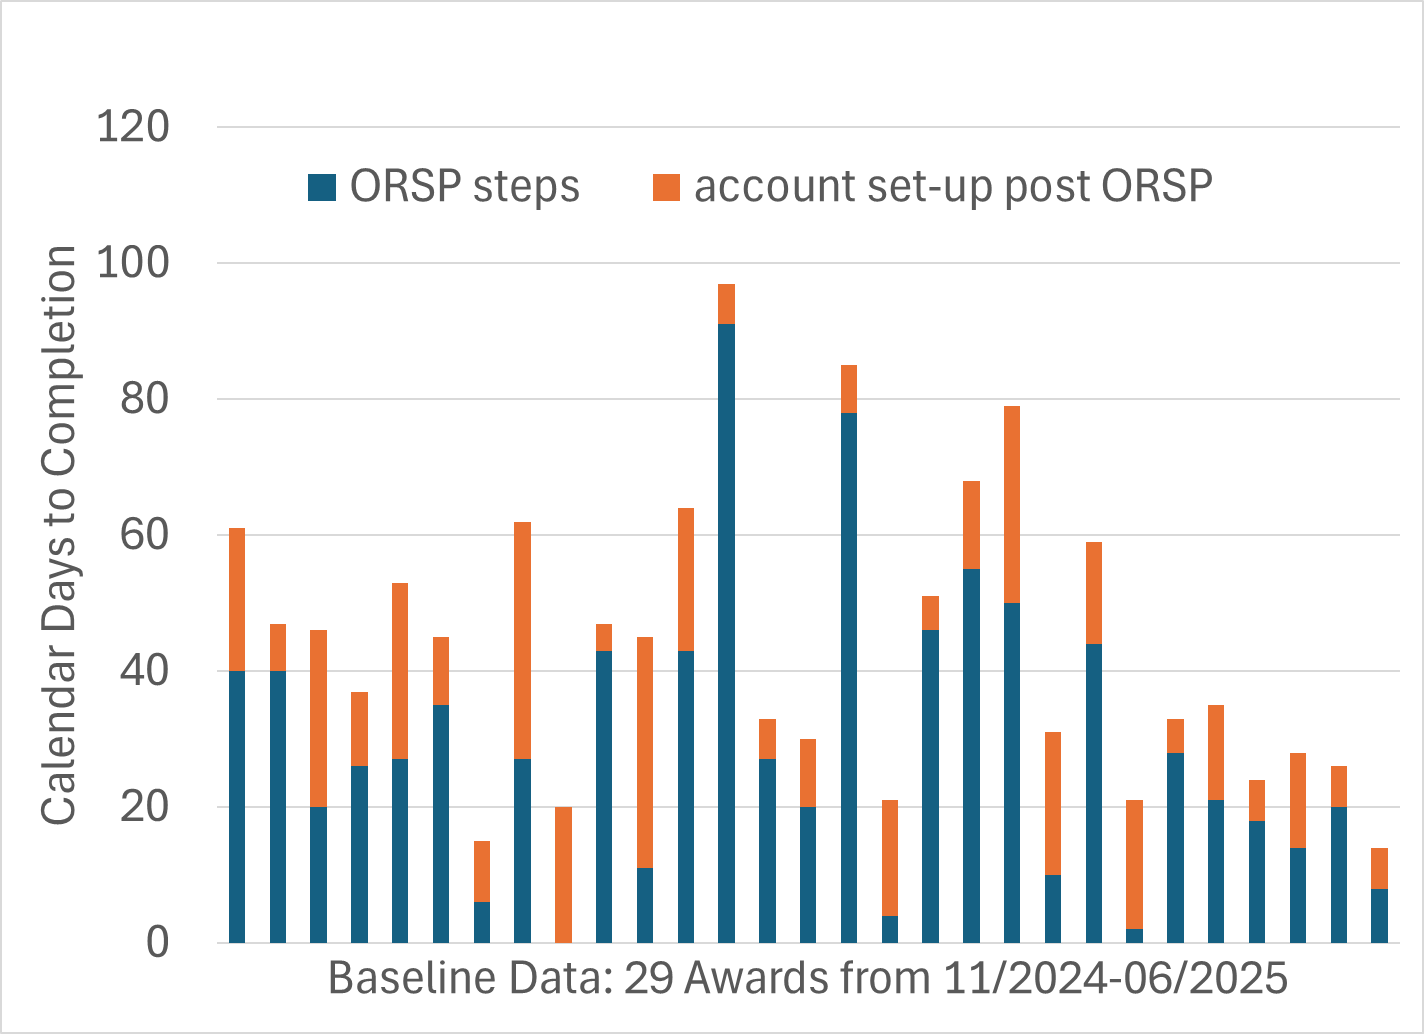 120
ORSP steps account set-up post ORSP
100
80
60
40
20
0
Calendar Days to Completion
Baseline Data: 29 Awards from 11/2024-06/2025